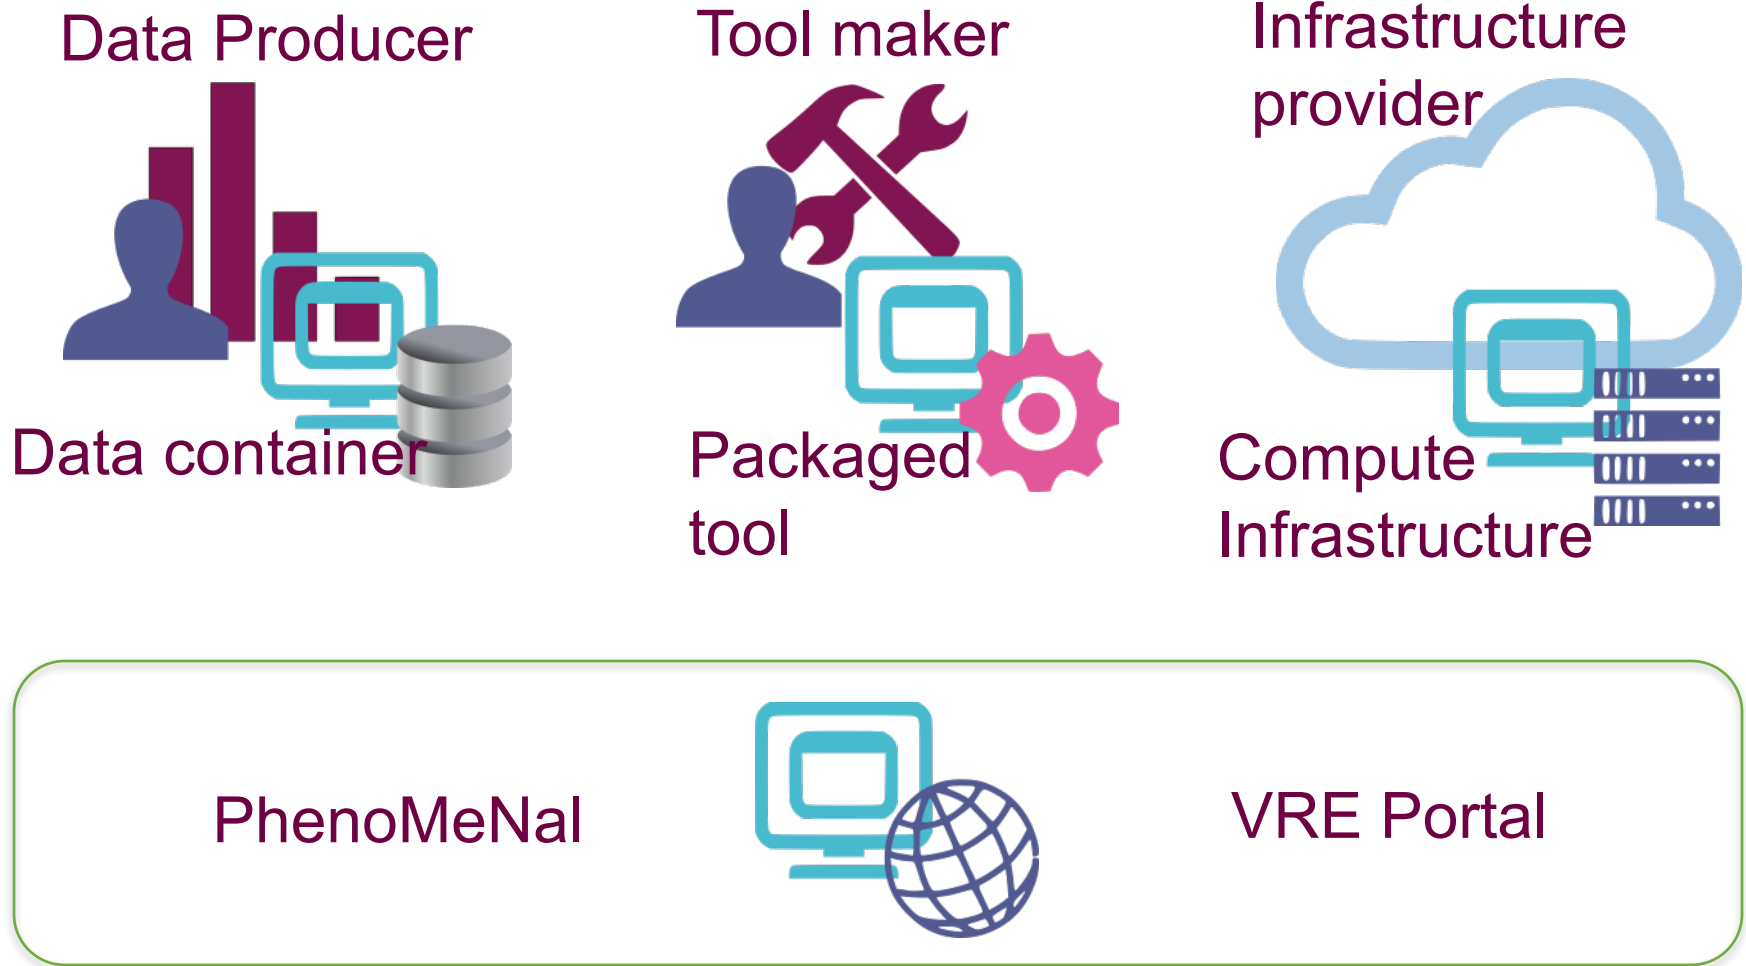 Data Producer
Tool maker
Infrastructure
provider
Data container
Packaged
tool
Compute
Infrastructure
PhenoMeNal
VRE Portal